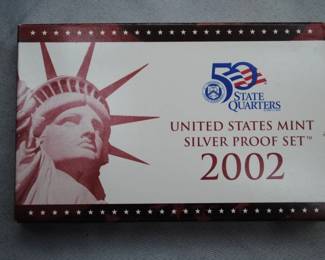 50
STATE
QUARTERS
UNITED STATES MINT
SILVER PROOF SET™
2002